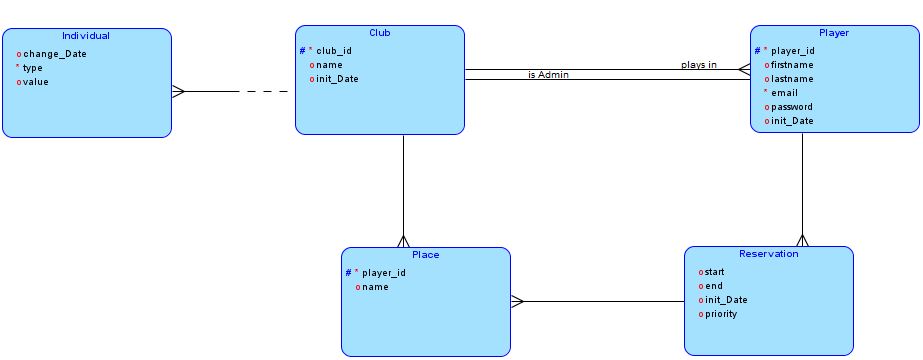 Individual
o change_Date
* type
o value
Club
# * club_id
o name
o init_Date
is Admin
plays in
Player
# * player_id
o firstname
o lastname
* email
o password
o init_Date
Place
# * player_id
o name
Reservation
o start
o end
o init_Date
o priority